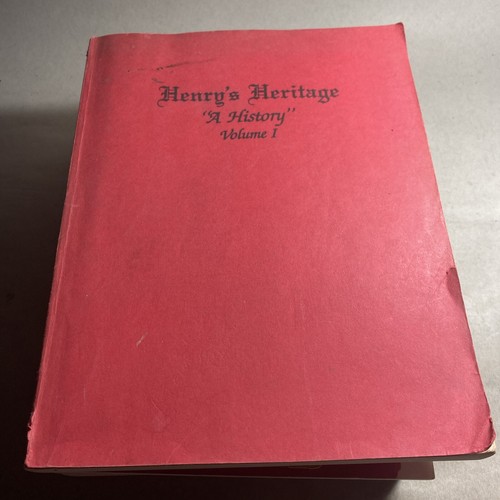 Henry's Heritage
"A History"
Volume I